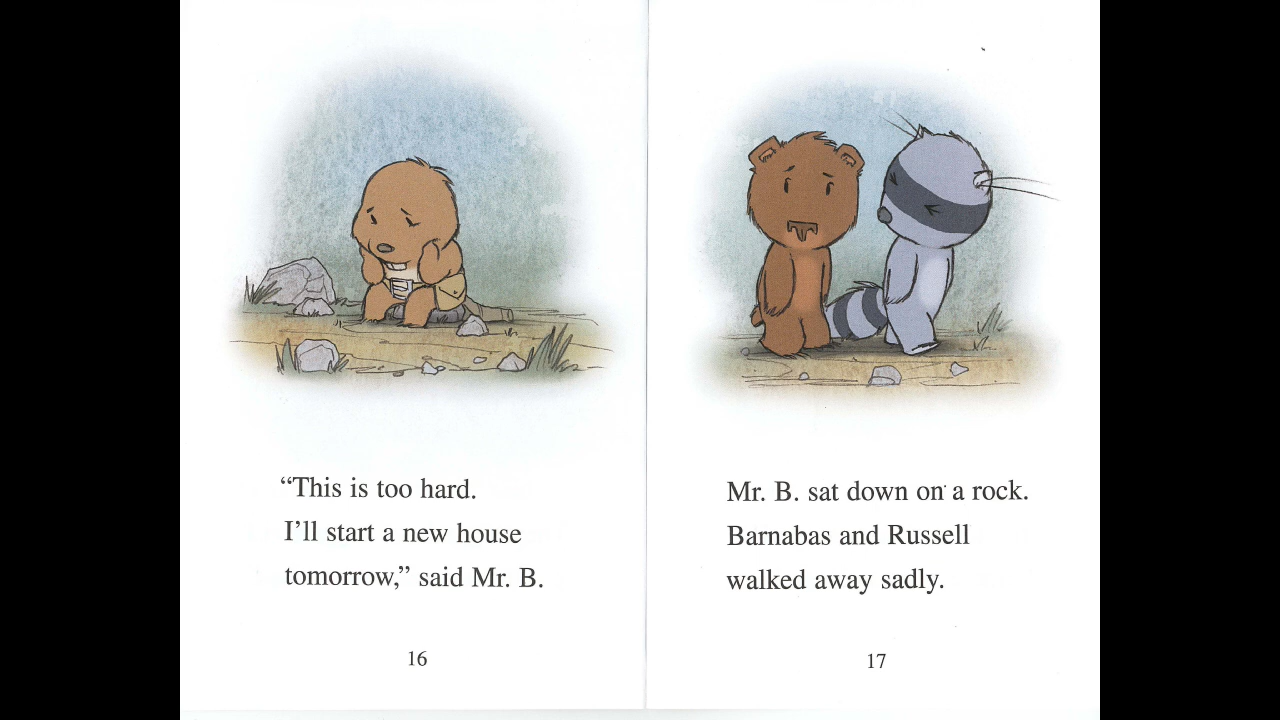 “This is too hard.
I’ll start a new house
tomorrow,” said Mr. B.
16
Mr. B. sat down on a rock.
Barnabas and Russell
walked away sadly.
17